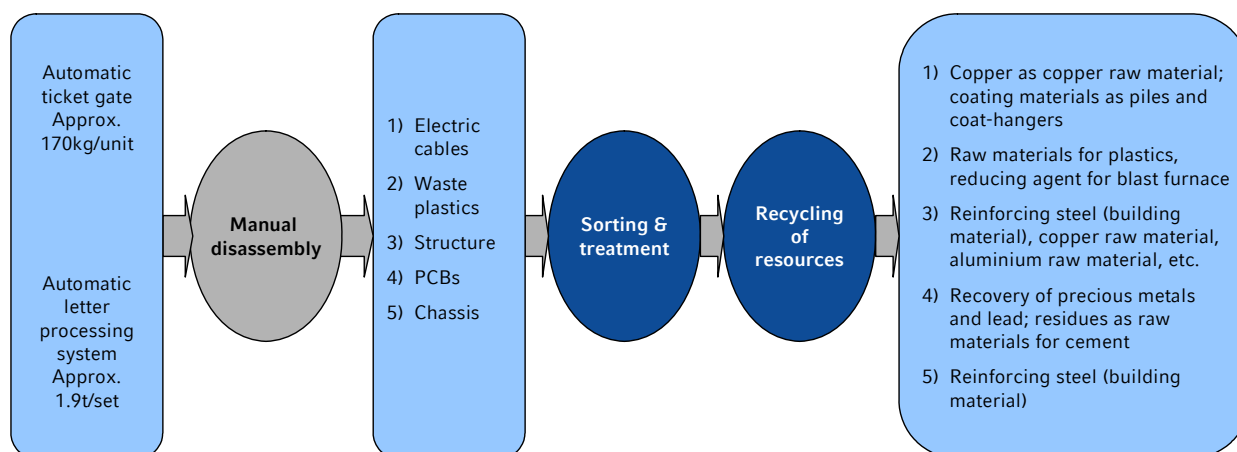 Automatic
ticket gate
Approx.
170kg/unit
Automatic
letter
processing
system
Approx.
1.9t/set
Manual
disassembly
1) Electric
cables
2) Waste
plastics
3) Structure
4) PCBs
5) Chassis
Sorting &
treatment
Recycling
of
resources
1) Copper as copper raw material;
coating materials as piles and
coat-hangers
2) Raw materials for plastics,
reducing agent for blast furnace
3) Reinforcing steel (building
material), copper raw material,
aluminium raw material, etc.
4) Recovery of precious metals
and lead; residues as raw
materials for cement
5) Reinforcing steel (building
material)